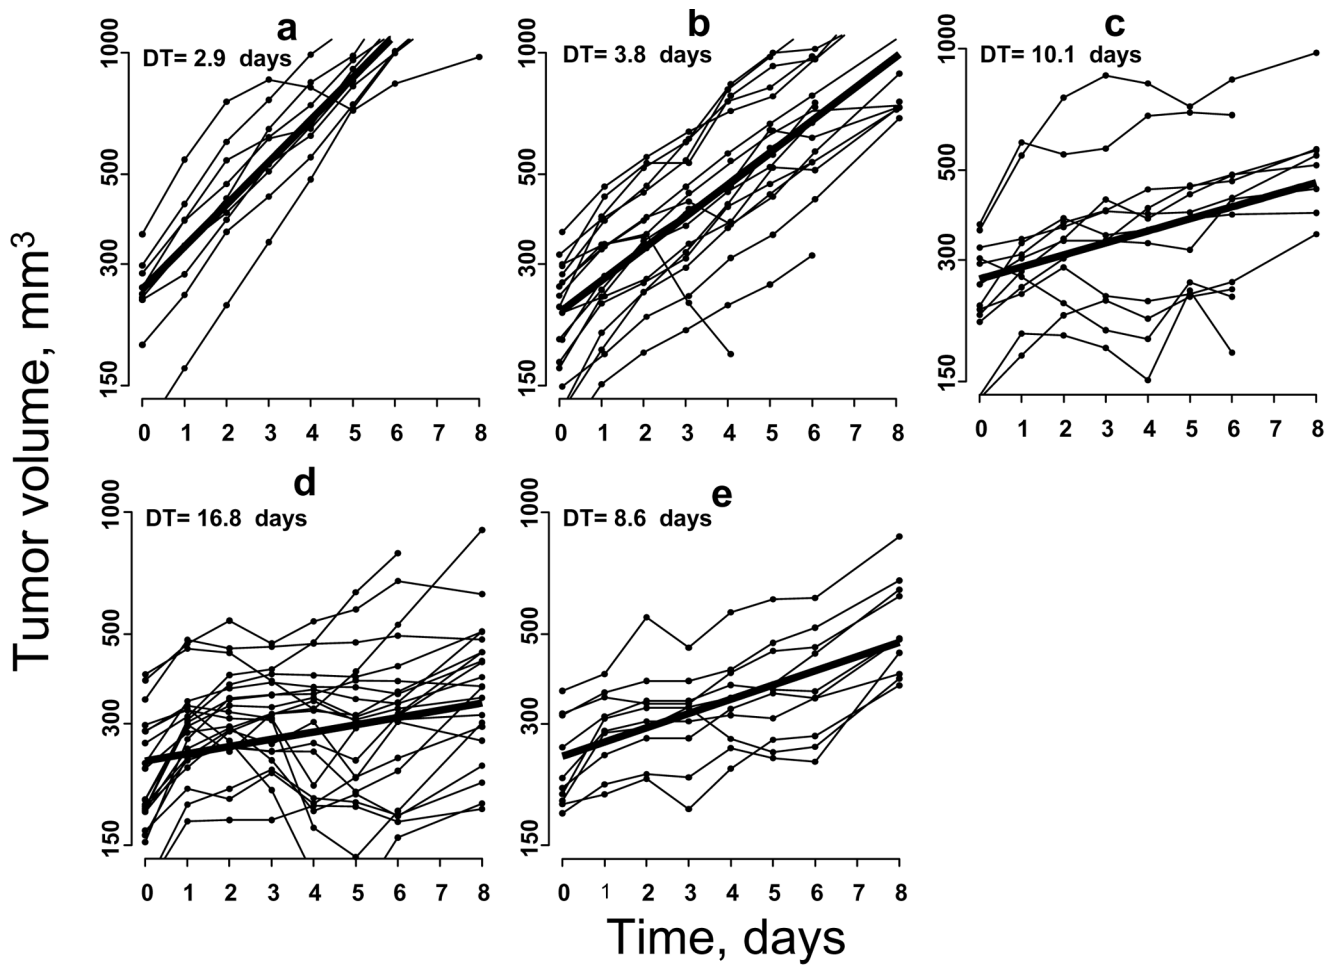 a
DT= 2.9 days
1000
500
300
150
0 1 2 3 4 5 6 8
b
DT= 3.8 days
1000
500
300
150
0 1 2 3 4 5 6 8
c
DT= 10.1 days
1000
500
300
150
0 1 2 3 4 5 6 7 8
Tumor volume, mm3
d
DT= 16.8 days
1000
500
300
150
0 1 2 3 4 5 6 8
e
DT= 8.6 days
1000
500
300
150
0 1 2 3 4 5 6 8
Time, days